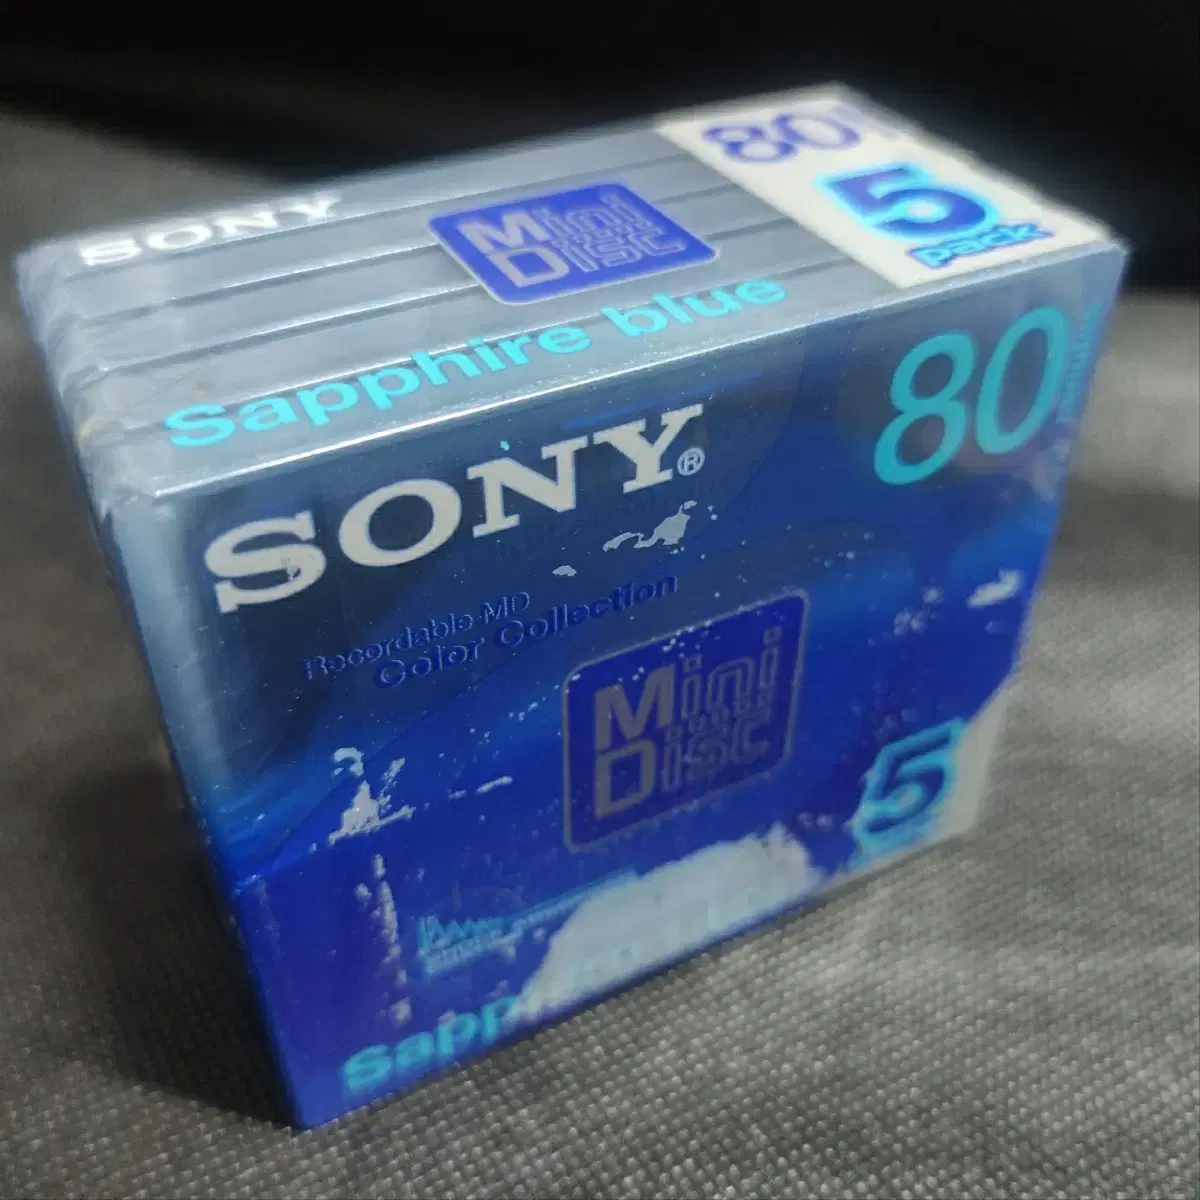 SONY
Mini
Disc
80
5
pack
Sapphire blue
SONY®
80
Recordable MD
Color Collection
Mini
Disc
5